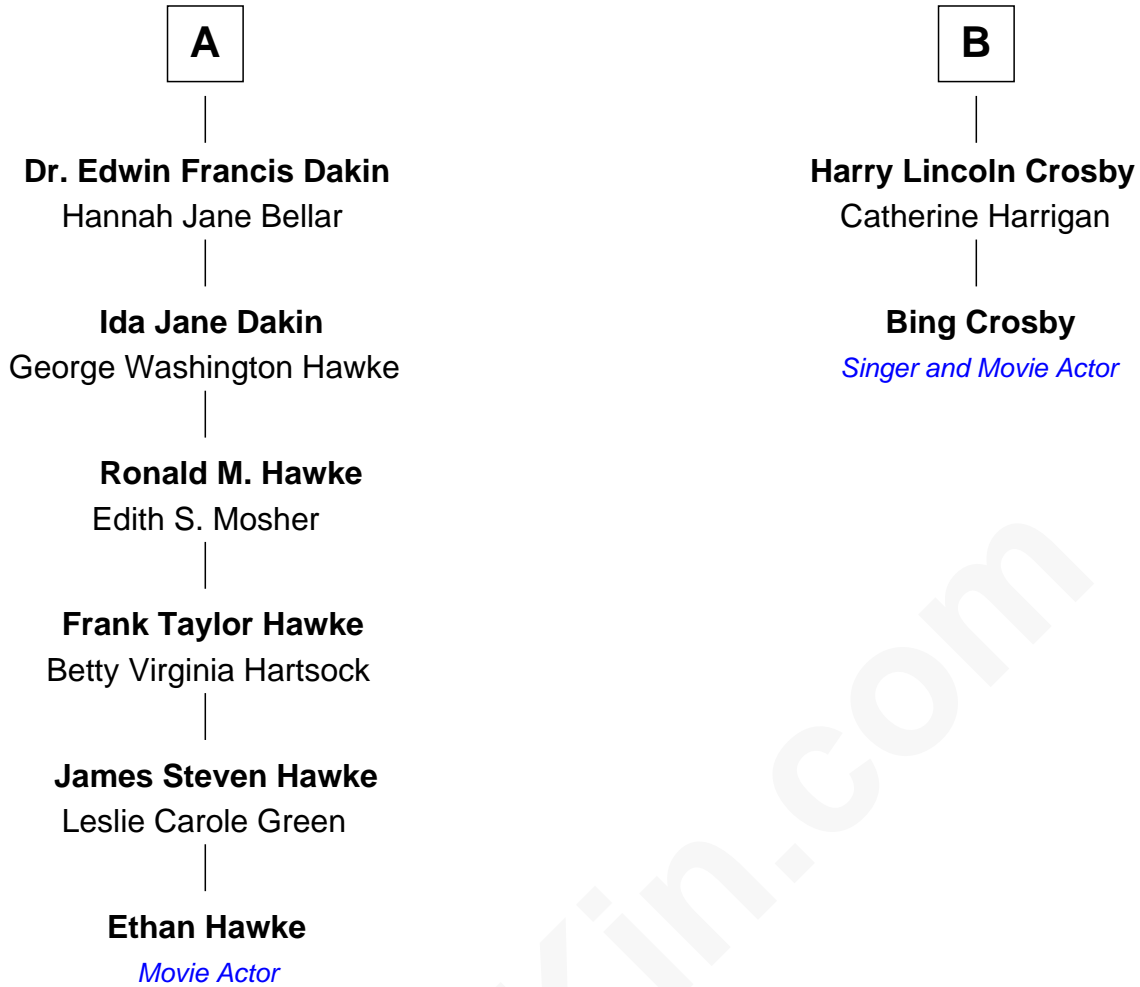 A
Dr. Edwin Francis Dakin
Hannah Jane Bellar
Ida Jane Dakin
George Washington Hawke
Ronald M. Hawke
Edith S. Mosher
Frank Taylor Hawke
Betty Virginia Hartsock
James Steven Hawke
Leslie Carole Green
Ethan Hawke
Movie Actor
B
Harry Lincoln Crosby
Catherine Harrigan
Bing Crosby
Singer and Movie Actor
Kin.com